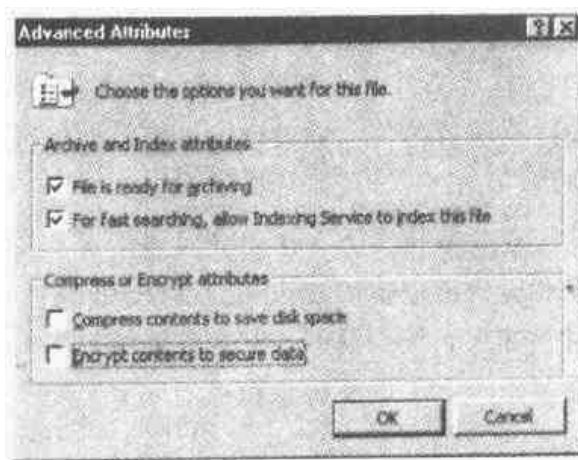 Advanced Attributes
Choose the options you want for this file.
Archive and Index attributes
File is ready for archiving
For fast searching, allow Indexing Service to index this file
Compress or Encrypt attributes
Compress contents to save disk space
Encrypt contents to secure data
OK
Cancel